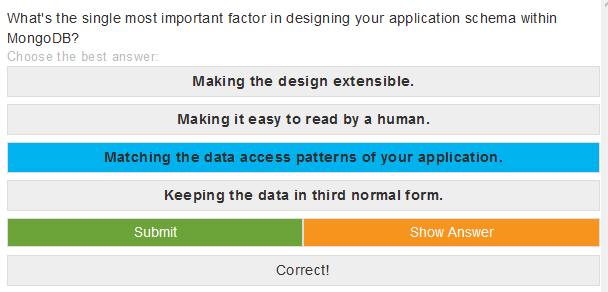 What's the single most important factor in designing your application schema within
MongoDB?
Choose the best answer:
Making the design extensible.
Making it easy to read by a human.
Matching the data access patterns of your application.
Keeping the data in third normal form.
Submit
Show Answer
Correct!